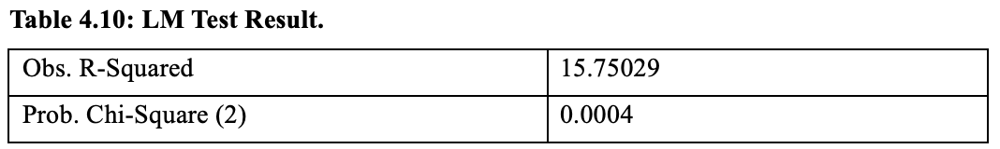 Table 4.10: LM Test Result.
Obs. R-Squared 15.75029
Prob. Chi-Square (2) 0.0004